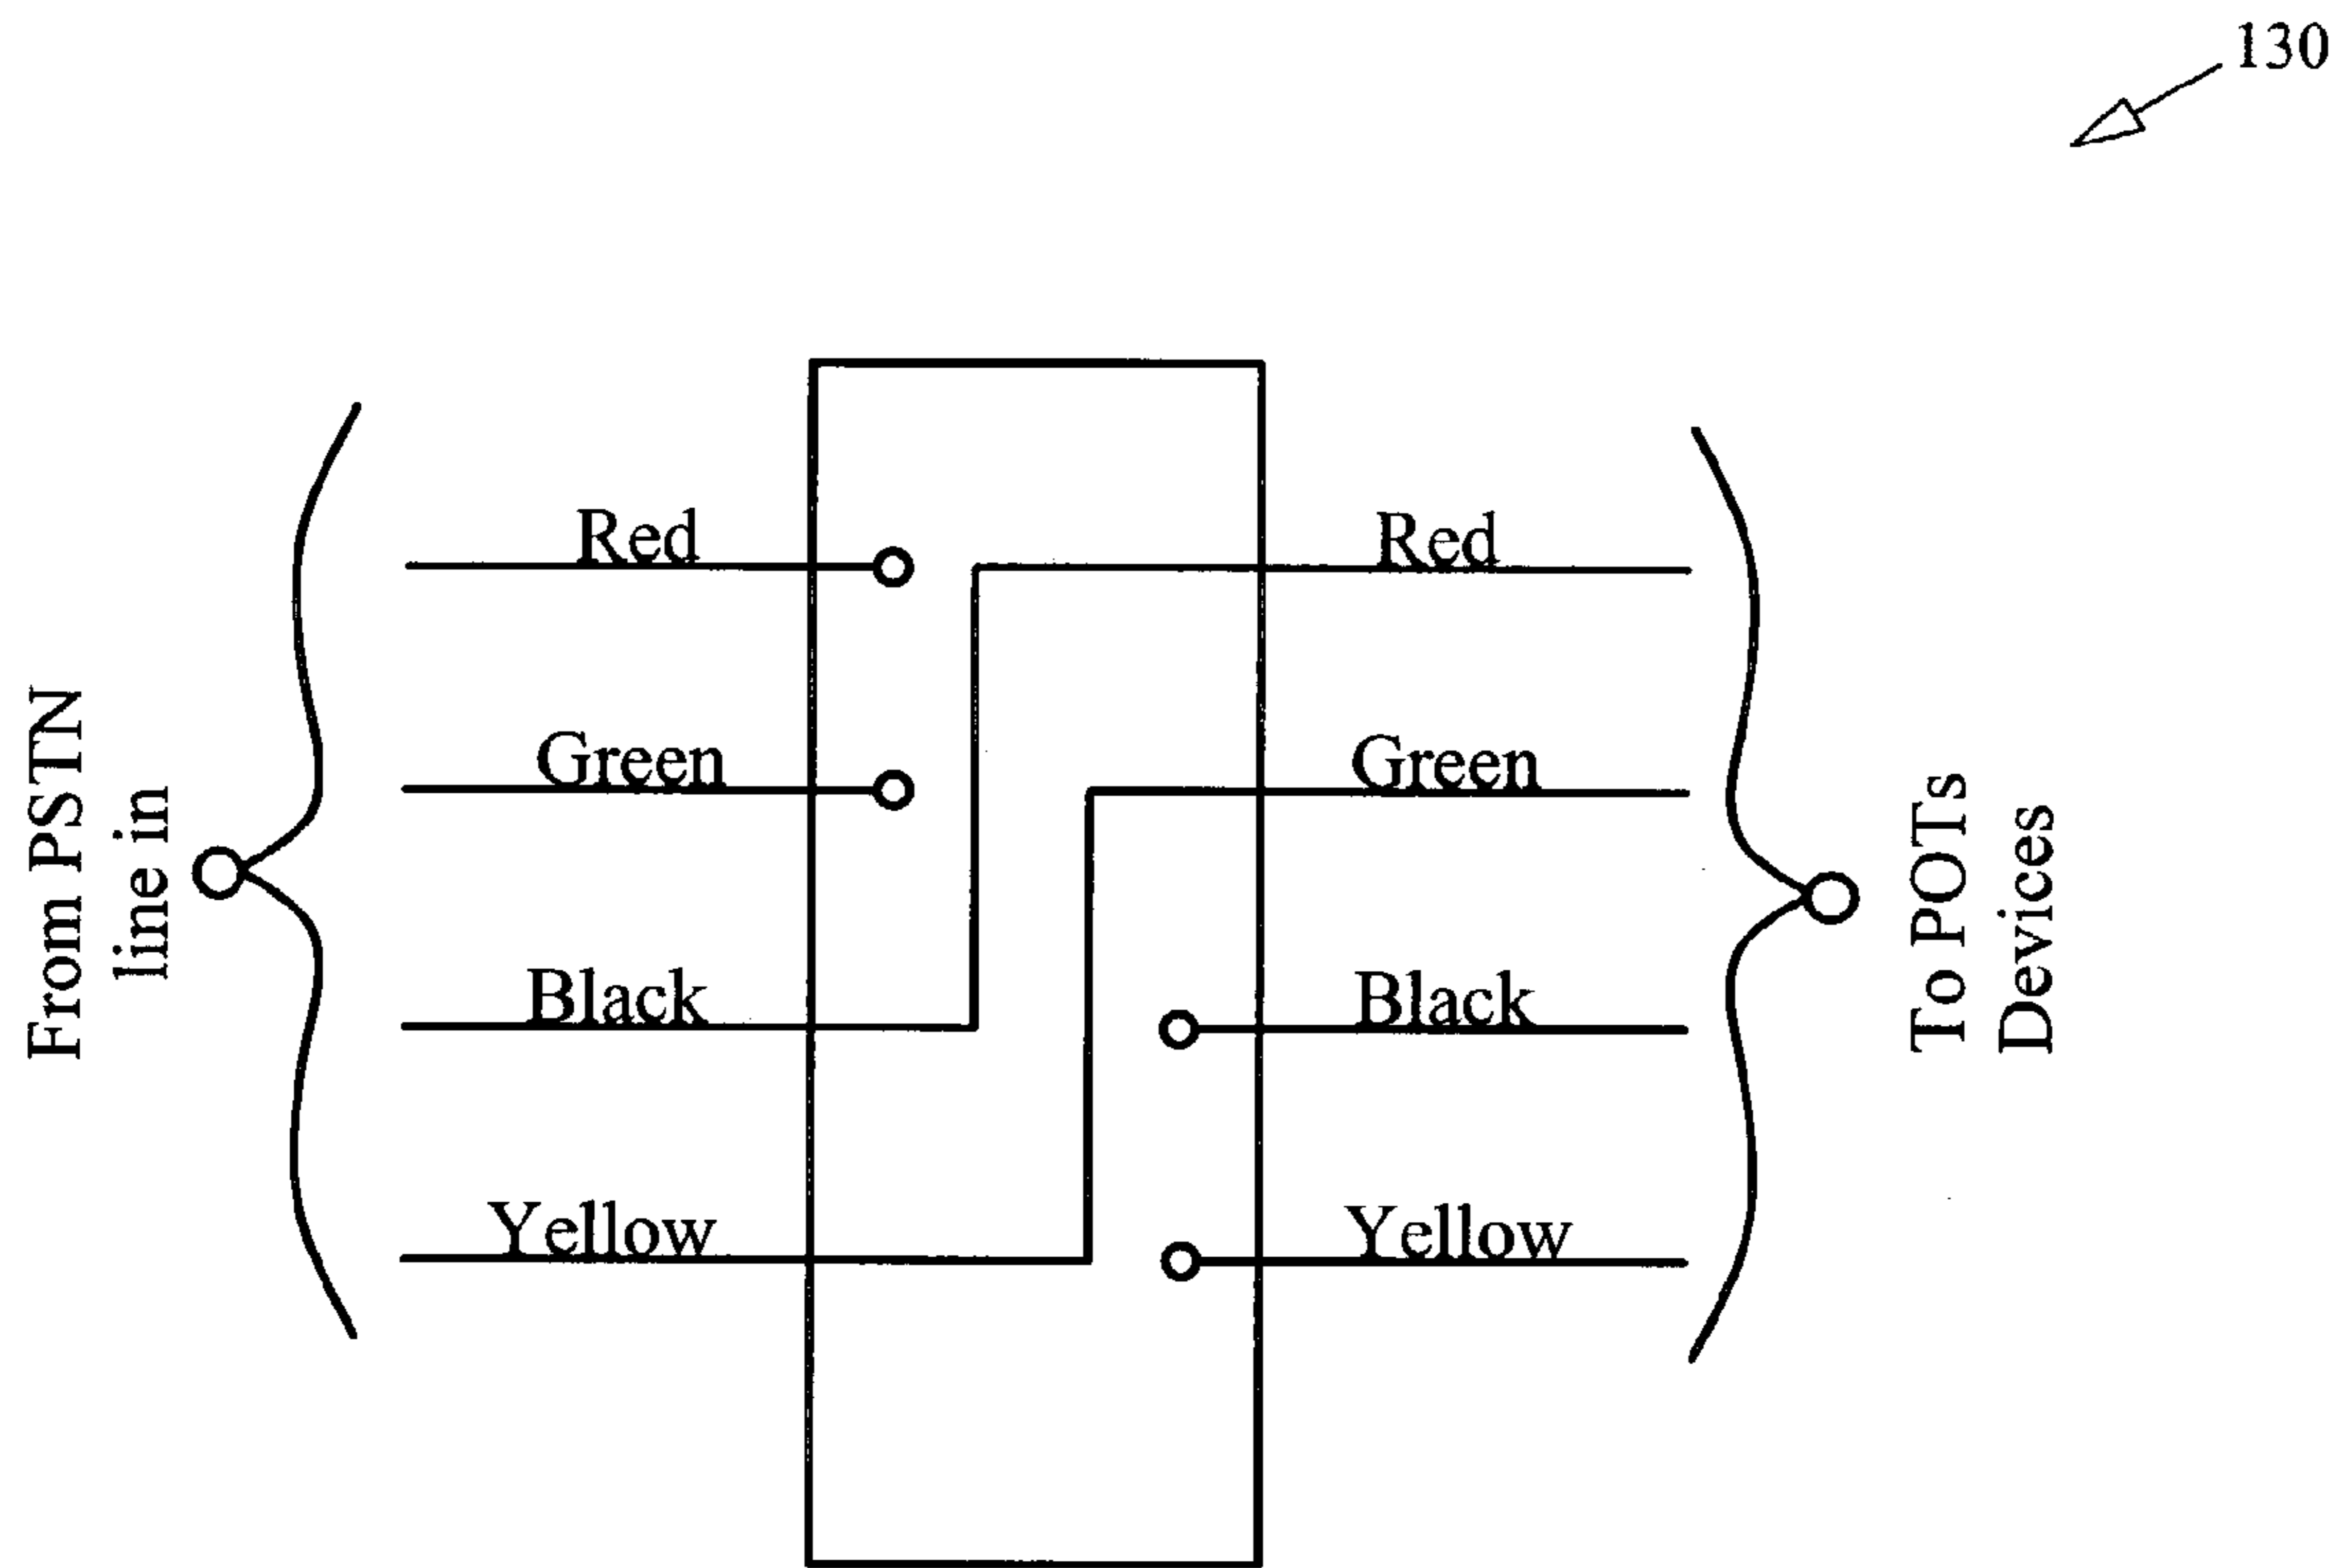 130
From PSTN
line in
Red
Green
Black
Yellow
Red
Green
Black
Yellow
To POTs
Devices